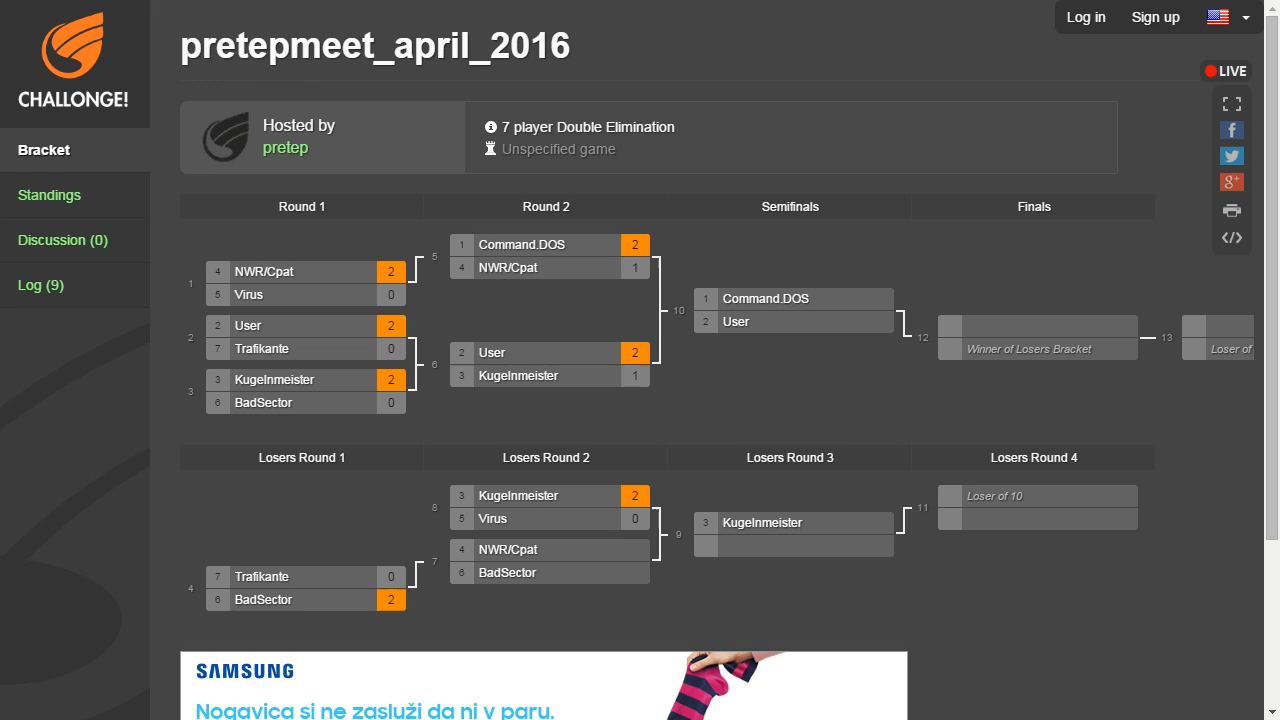 Log in Sign up
pretepmeet_april_2016
LIVE
CHALLONGE!
Bracket
Standings
Discussion (0)
Log (9)
Hosted by
pretep
7 player Double Elimination
Unspecified game
Round 1 Round 2 Semifinals Finals
1
4 NWR/Cpat 2
5 Virus 0
2
2 User 2
7 Trafikante 0
3
3 Kugelnmeister 2
6 BadSector 0
5
1 Command.DOS 2
4 NWR/Cpat 1
6
2 User 2
3 Kugelnmeister 1
10
1 Command.DOS
2 User
12
Winner of Losers Bracket
13
Loser of
Losers Round 1 Losers Round 2 Losers Round 3 Losers Round 4
4
7 Trafikante 0
6 BadSector 2
8
3 Kugelnmeister 2
5 Virus 0
7
4 NWR/Cpat
6 BadSector
9
3 Kugelnmeister
11
Loser of 10
SAMSUNG
Nogavica si ne zasluži da ni v paru.